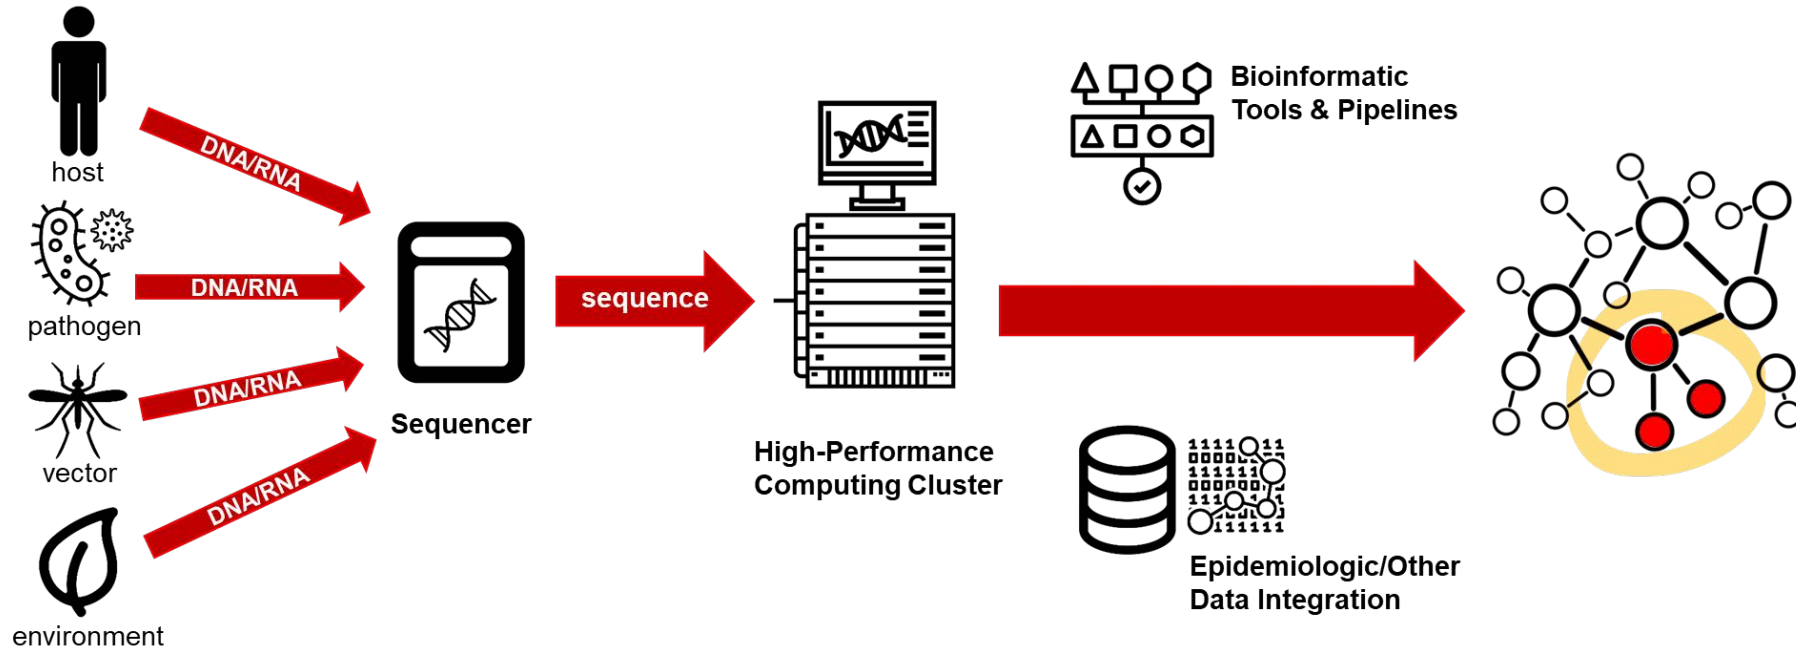 host
DNA/RNA
pathogen
DNA/RNA
vector
DNA/RNA
environment
DNA/RNA
Sequencer
sequence
High-Performance
Computing Cluster
Bioinformatic
Tools & Pipelines
Epidemiologic/Other
Data Integration